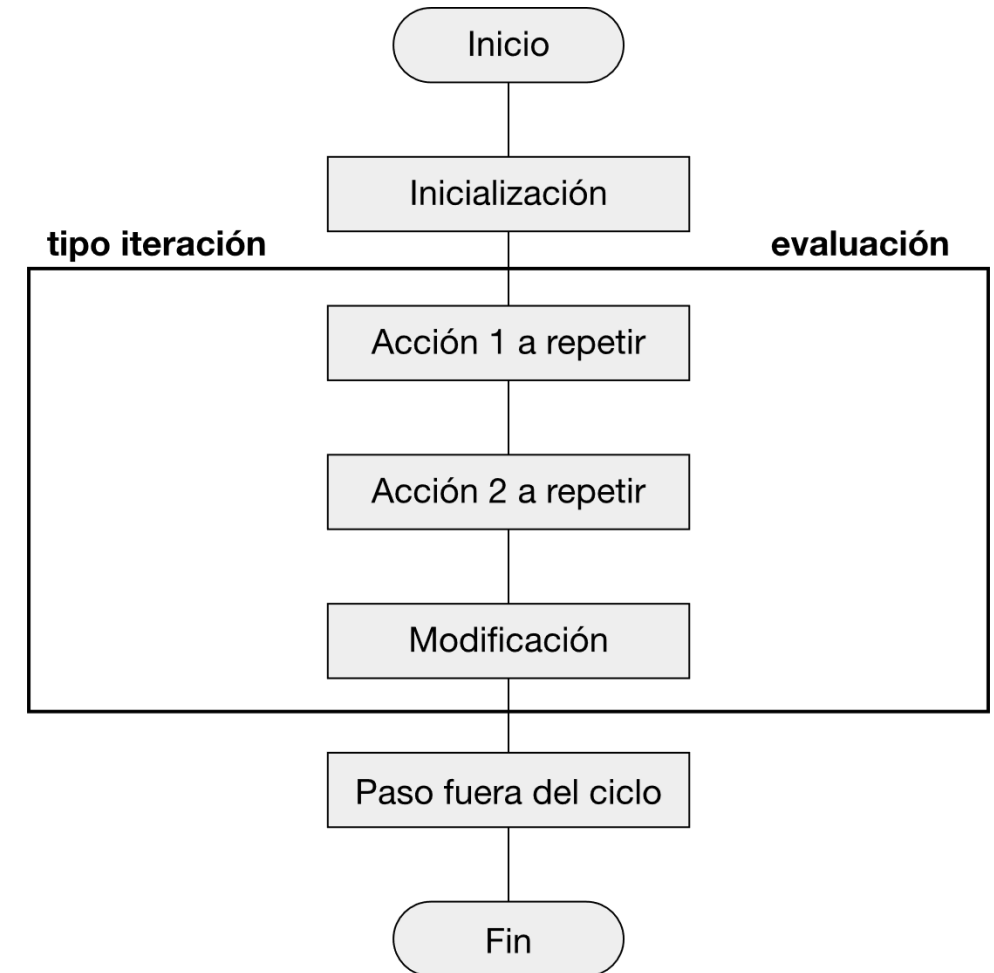 Inicio
Inicialización
tipo iteración
evaluación
Acción 1 a repetir
Acción 2 a repetir
Modificación
Paso fuera del ciclo
Fin